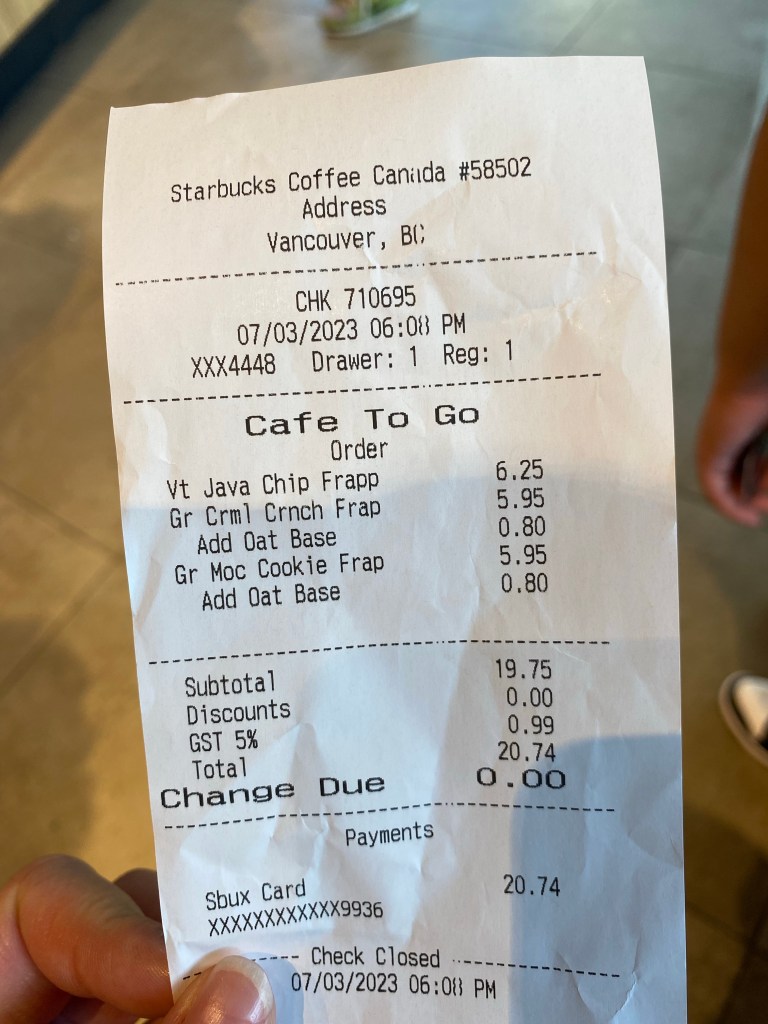 Starbucks Coffee Canada #58502
Address
Vancouver, BC
CHK 710695
07/03/2023 06:08 PM
XXX4448 Drawer: 1 Reg: 1
Cafe To Go
Order
Vt Java Chip Frapp 6.25
Gr Crml Crnch Frap 5.95
Add Oat Base 0.80
Gr Moc Cookie Frap 5.95
Add Oat Base 0.80
Subtotal 19.75
Discounts 0.00
GST 5% 0.99
Total 20.74
Change Due 0.00
Payments
Sbux Card 20.74
XXXXXXXXXXXX9936
Check Closed
07/03/2023 06:08 PM